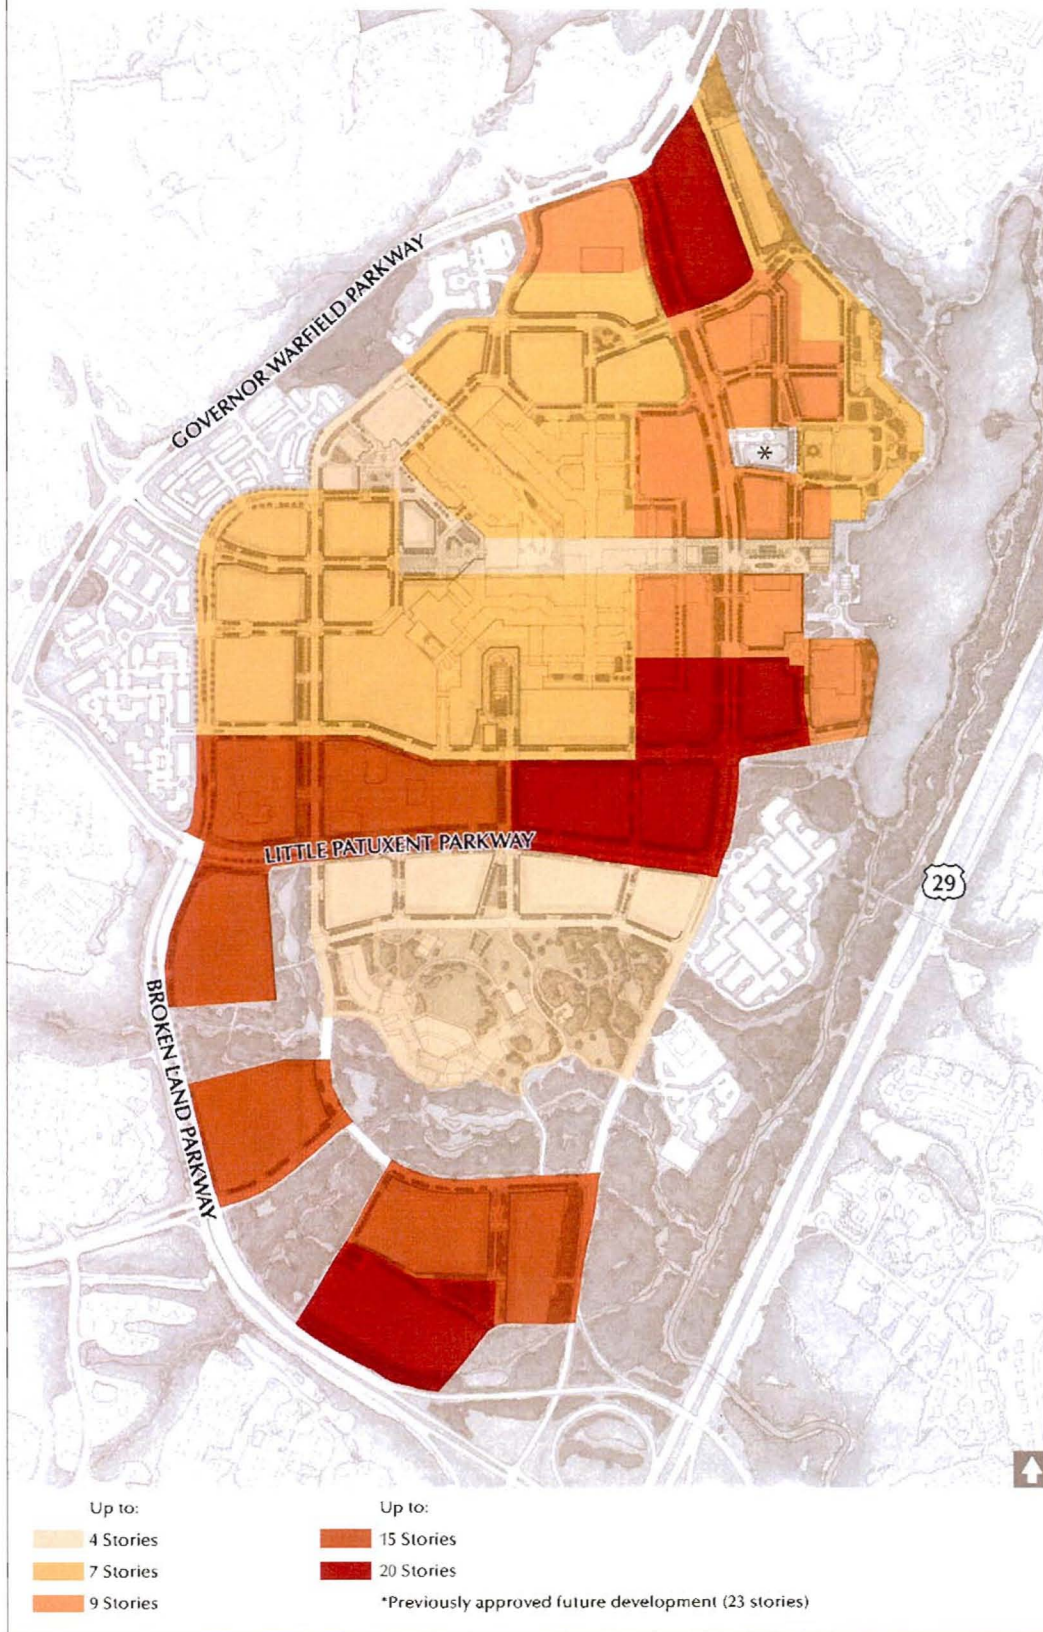 GOVERNOR WARFIELD PARKWAY
*
LITTLE PATUXENT PARKWAY
29
BROKEN LAND PARKWAY
Up to:
4 Stories
7 Stories
9 Stories
Up to:
15 Stories
20 Stories
*Previously approved future development (23 stories)